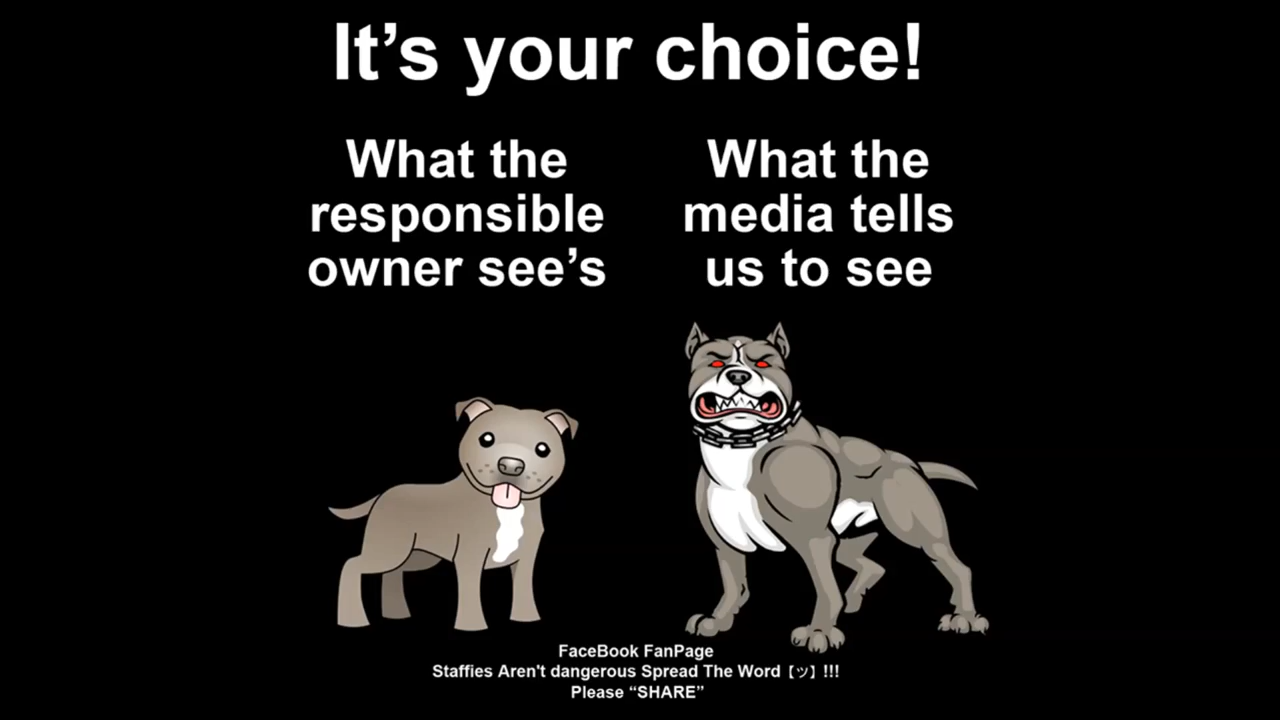 It’s your choice!
What the
responsible
owner see’s
What the
media tells
us to see
FaceBook FanPage
Staffies Aren't dangerous Spread The Word【ツ】!!!
Please “SHARE”